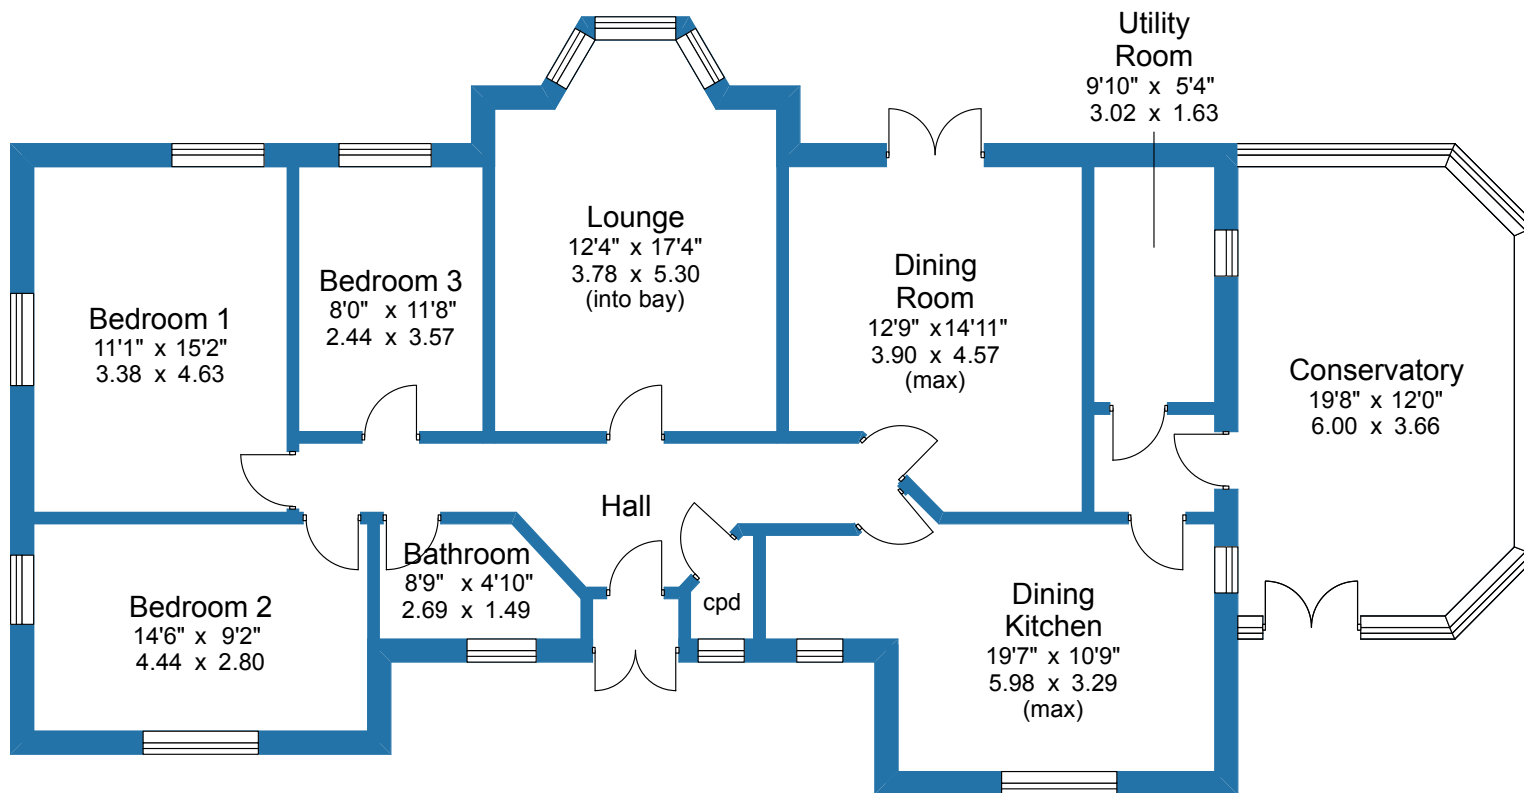 Utility
Room
9'10" x 5'4"
3.02 x 1.63
Lounge
12'4" x 17'4"
3.78 x 5.30
(into bay)
Dining
Room
12'9" x 14'11"
3.90 x 4.57
(max)
Bedroom 3
8'0" x 11'8"
2.44 x 3.57
Bedroom 1
11'1" x 15'2"
3.38 x 4.63
Conservatory
19'8" x 12'0"
6.00 x 3.66
Hall
Bathroom
8'9" x 4'10"
2.69 x 1.49
cpd
Bedroom 2
14'6" x 9'2"
4.44 x 2.80
Dining
Kitchen
19'7" x 10'9"
5.98 x 3.29
(max)